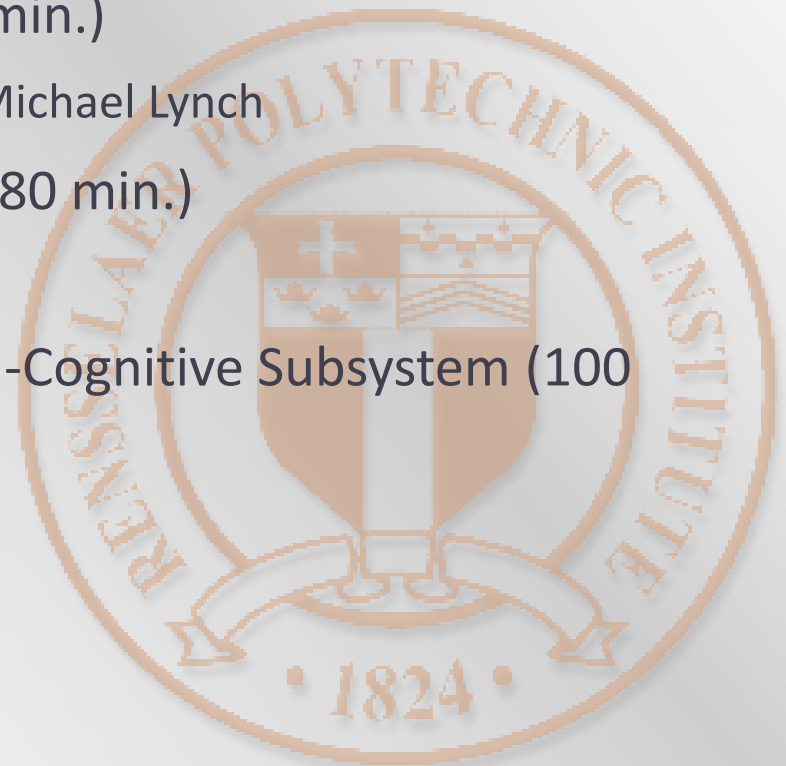 min.)
Michael Lynch
80 min.)
-Cognitive Subsystem (100
RENSSELAER POLYTECHNIC INSTITUTE
• 1824 •